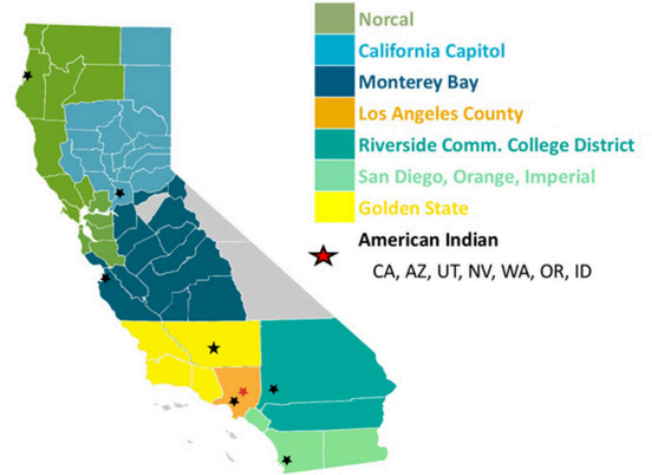 Norcal
California Capitol
Monterey Bay
Los Angeles County
Riverside Comm. College District
San Diego, Orange, Imperial
Golden State
American Indian
CA, AZ, UT, NV, WA, OR, ID